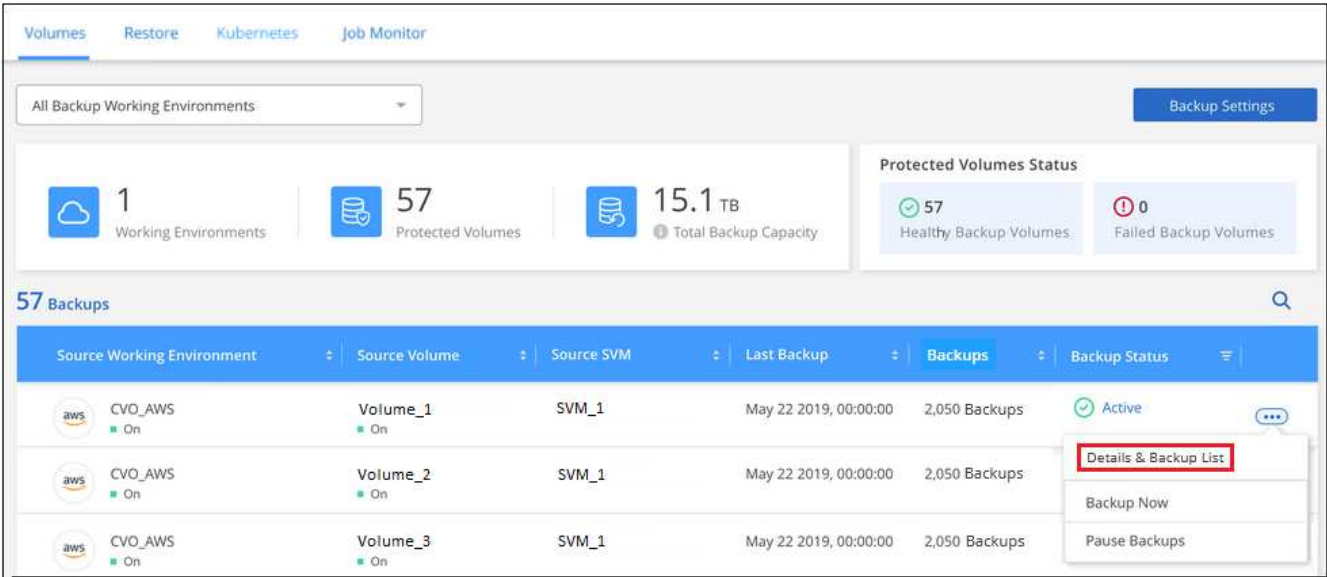 Volumes Restore Kubernetes Job Monitor
All Backup Working Environments
Backup Settings
1
Working Environments
57
Protected Volumes
15.1 TB
Total Backup Capacity
Protected Volumes Status
57
Healthy Backup Volumes
0
Failed Backup Volumes
57 Backups
Source Working Environment Source Volume Source SVM Last Backup Backups Backup Status
aws CVO_AWS Volume_1 SVM_1 May 22 2019, 00:00:00 2,050 Backups Active
On On
Details & Backup List
aws CVO_AWS Volume_2 SVM_1 May 22 2019, 00:00:00 2,050 Backups
On On
Backup Now
aws CVO_AWS Volume_3 SVM_1 May 22 2019, 00:00:00 2,050 Backups
On On
Pause Backups